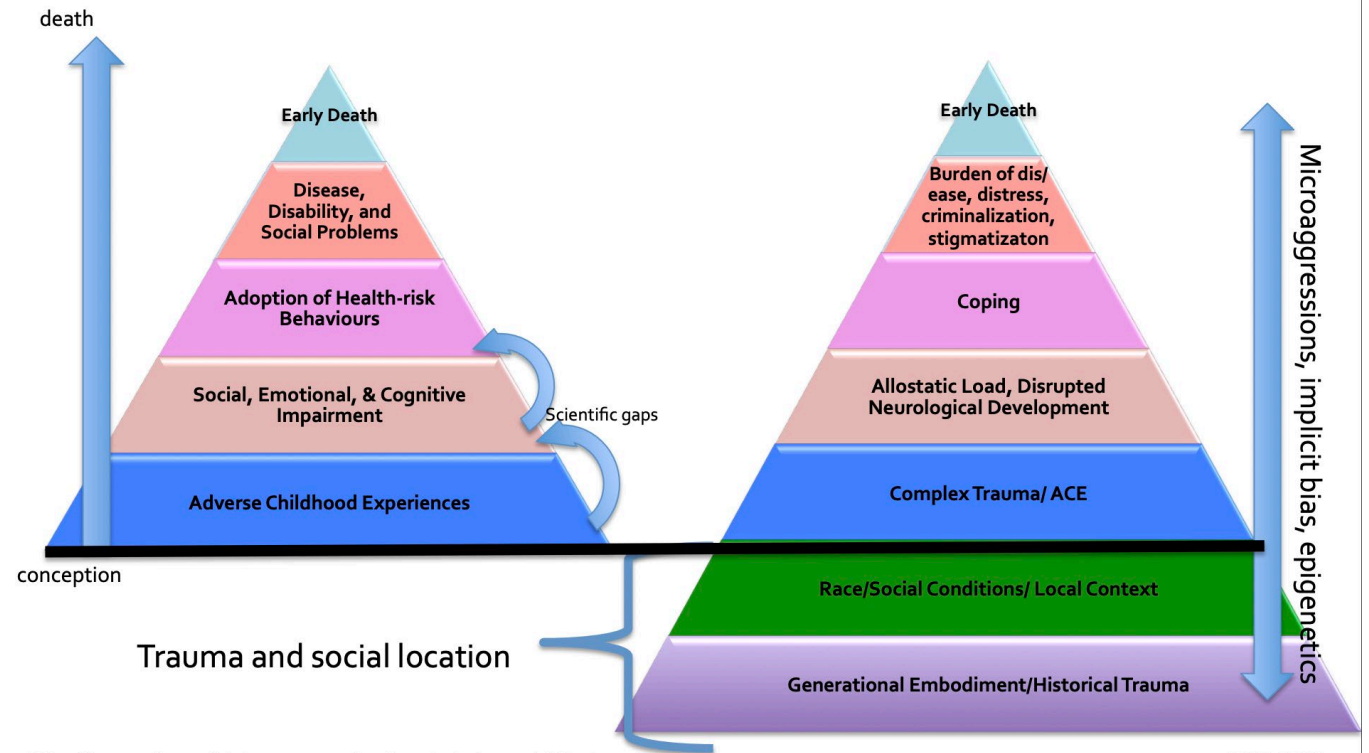 death
Early Death
Disease,
Disability, and
Social Problems
Adoption of Health-risk
Behaviours
Social, Emotional, & Cognitive
Impairment
Scientific gaps
Adverse Childhood Experiences
conception
Trauma and social location
Early Death
Burden of dis/
ease, distress,
criminalization,
stigmatizaton
Coping
Allostatic Load, Disrupted
Neurological Development
Complex Trauma/ ACE
Race/Social Conditions/ Local Context
Generational Embodiment/Historical Trauma
Microaggressions, implicit bias, epigenetics